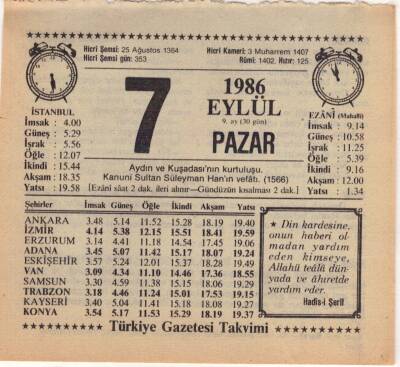 Hicri Şemsi: 25 Ağustos 1364
Hicri Şemsi gün: 353
Hicri Kameri: 3 Muharrem 1407
Rûmi: 1402, Hızır: 125
7
1986
EYLÜL
9. ay (30 gün)
PAZAR
İSTANBUL
İmsak : 4.00
Güneş : 5.29
İşrak : 5.56
Öğle : 12.07
İkindi : 15.44
Akşam : 18.35
Yatsı : 19.58
EZÂNİ (Mahalli)
İmsak : 9.14
Güneş : 10.58
İşrak : 11.25
Öğle : 5.39
İkindi : 9.16
Akşam : 12.00
Yatsı : 1.34
Aydın ve Kuşadası'nın kurtuluşu.
Kanunî Sultan Süleyman Han'ın vefâtı. (1566)
[Ezâni sâat 2 dak. ileri alınır—Gündüzün kısalması 2 dak.]
Şehirler İmsak Güneş Öğle İkindi Akşam Yatsı
ANKARA 3.48 5.14 11.52 15.28 18.19 19.40
İZMİR 4.14 5.38 12.15 15.51 18.41 19.59
ERZURUM 3.14 4.41 11.18 14.54 17.45 19.06
ADANA 3.45 5.07 11.42 15.17 18.07 19.24
ESKİŞEHİR 3.57 5.24 12.01 15.37 18.28 19.49
VAN 3.09 4.34 11.10 14.46 17.36 18.55
SAMSUN 3.30 4.59 11.38 15.15 18.06 19.29
TRABZON 3.18 4.46 11.24 15.01 17.53 19.15
KAYSERİ 3.40 5.04 11.41 15.18 18.08 19.27
KONYA 3.54 5.17 11.53 15.29 18.19 19.37
★ Din kardesine,
onun haberi ol
madan yardım
eden kimseye,
Allahü teâlâ dün-
yada ve âhırette
yardım eder.
Hadîs-i Şerif
★★★★★★★★★★ Türkiye Gazetesi Takvimi ★★★★★★★★★★